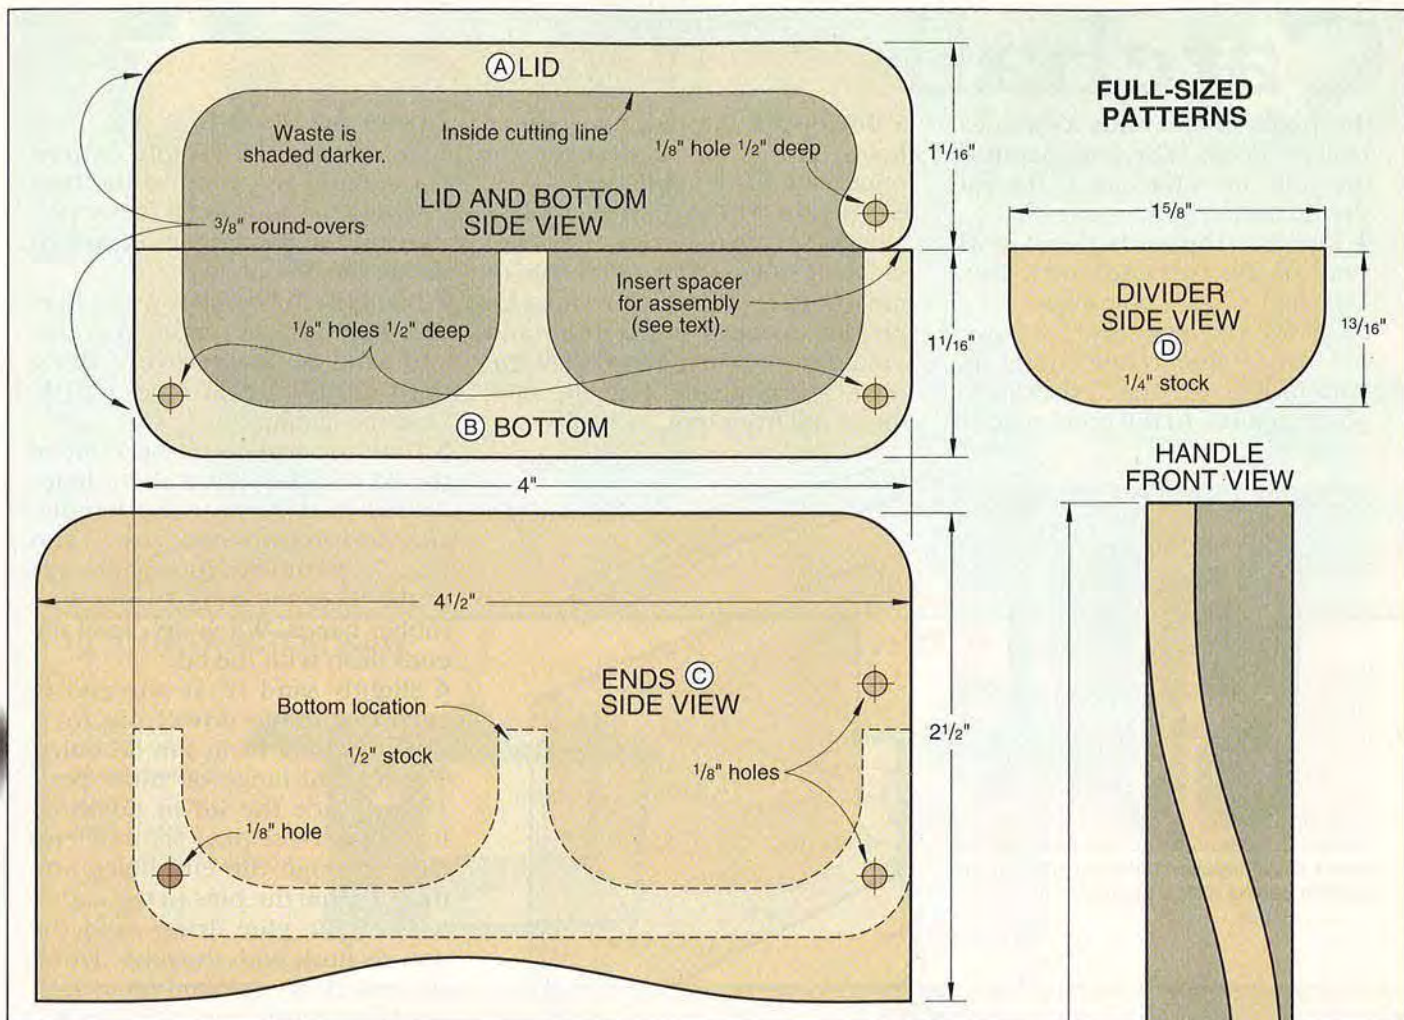 Ⓐ LID
Waste is
shaded darker.
Inside cutting line
1/8" hole 1/2" deep
LID AND BOTTOM
SIDE VIEW
3/8" round-overs
1/8" holes 1/2" deep
Insert spacer
for assembly
(see text).
Ⓑ BOTTOM
11/16"
11/16"
4"
FULL-SIZED
PATTERNS
1 5/8"
DIVIDER
SIDE VIEW
Ⓓ
1/4" stock
13/16"
HANDLE
FRONT VIEW
4 1/2"
ENDS Ⓒ
SIDE VIEW
Bottom location
1/2" stock
1/8" holes
1/8" hole
2 1/2"